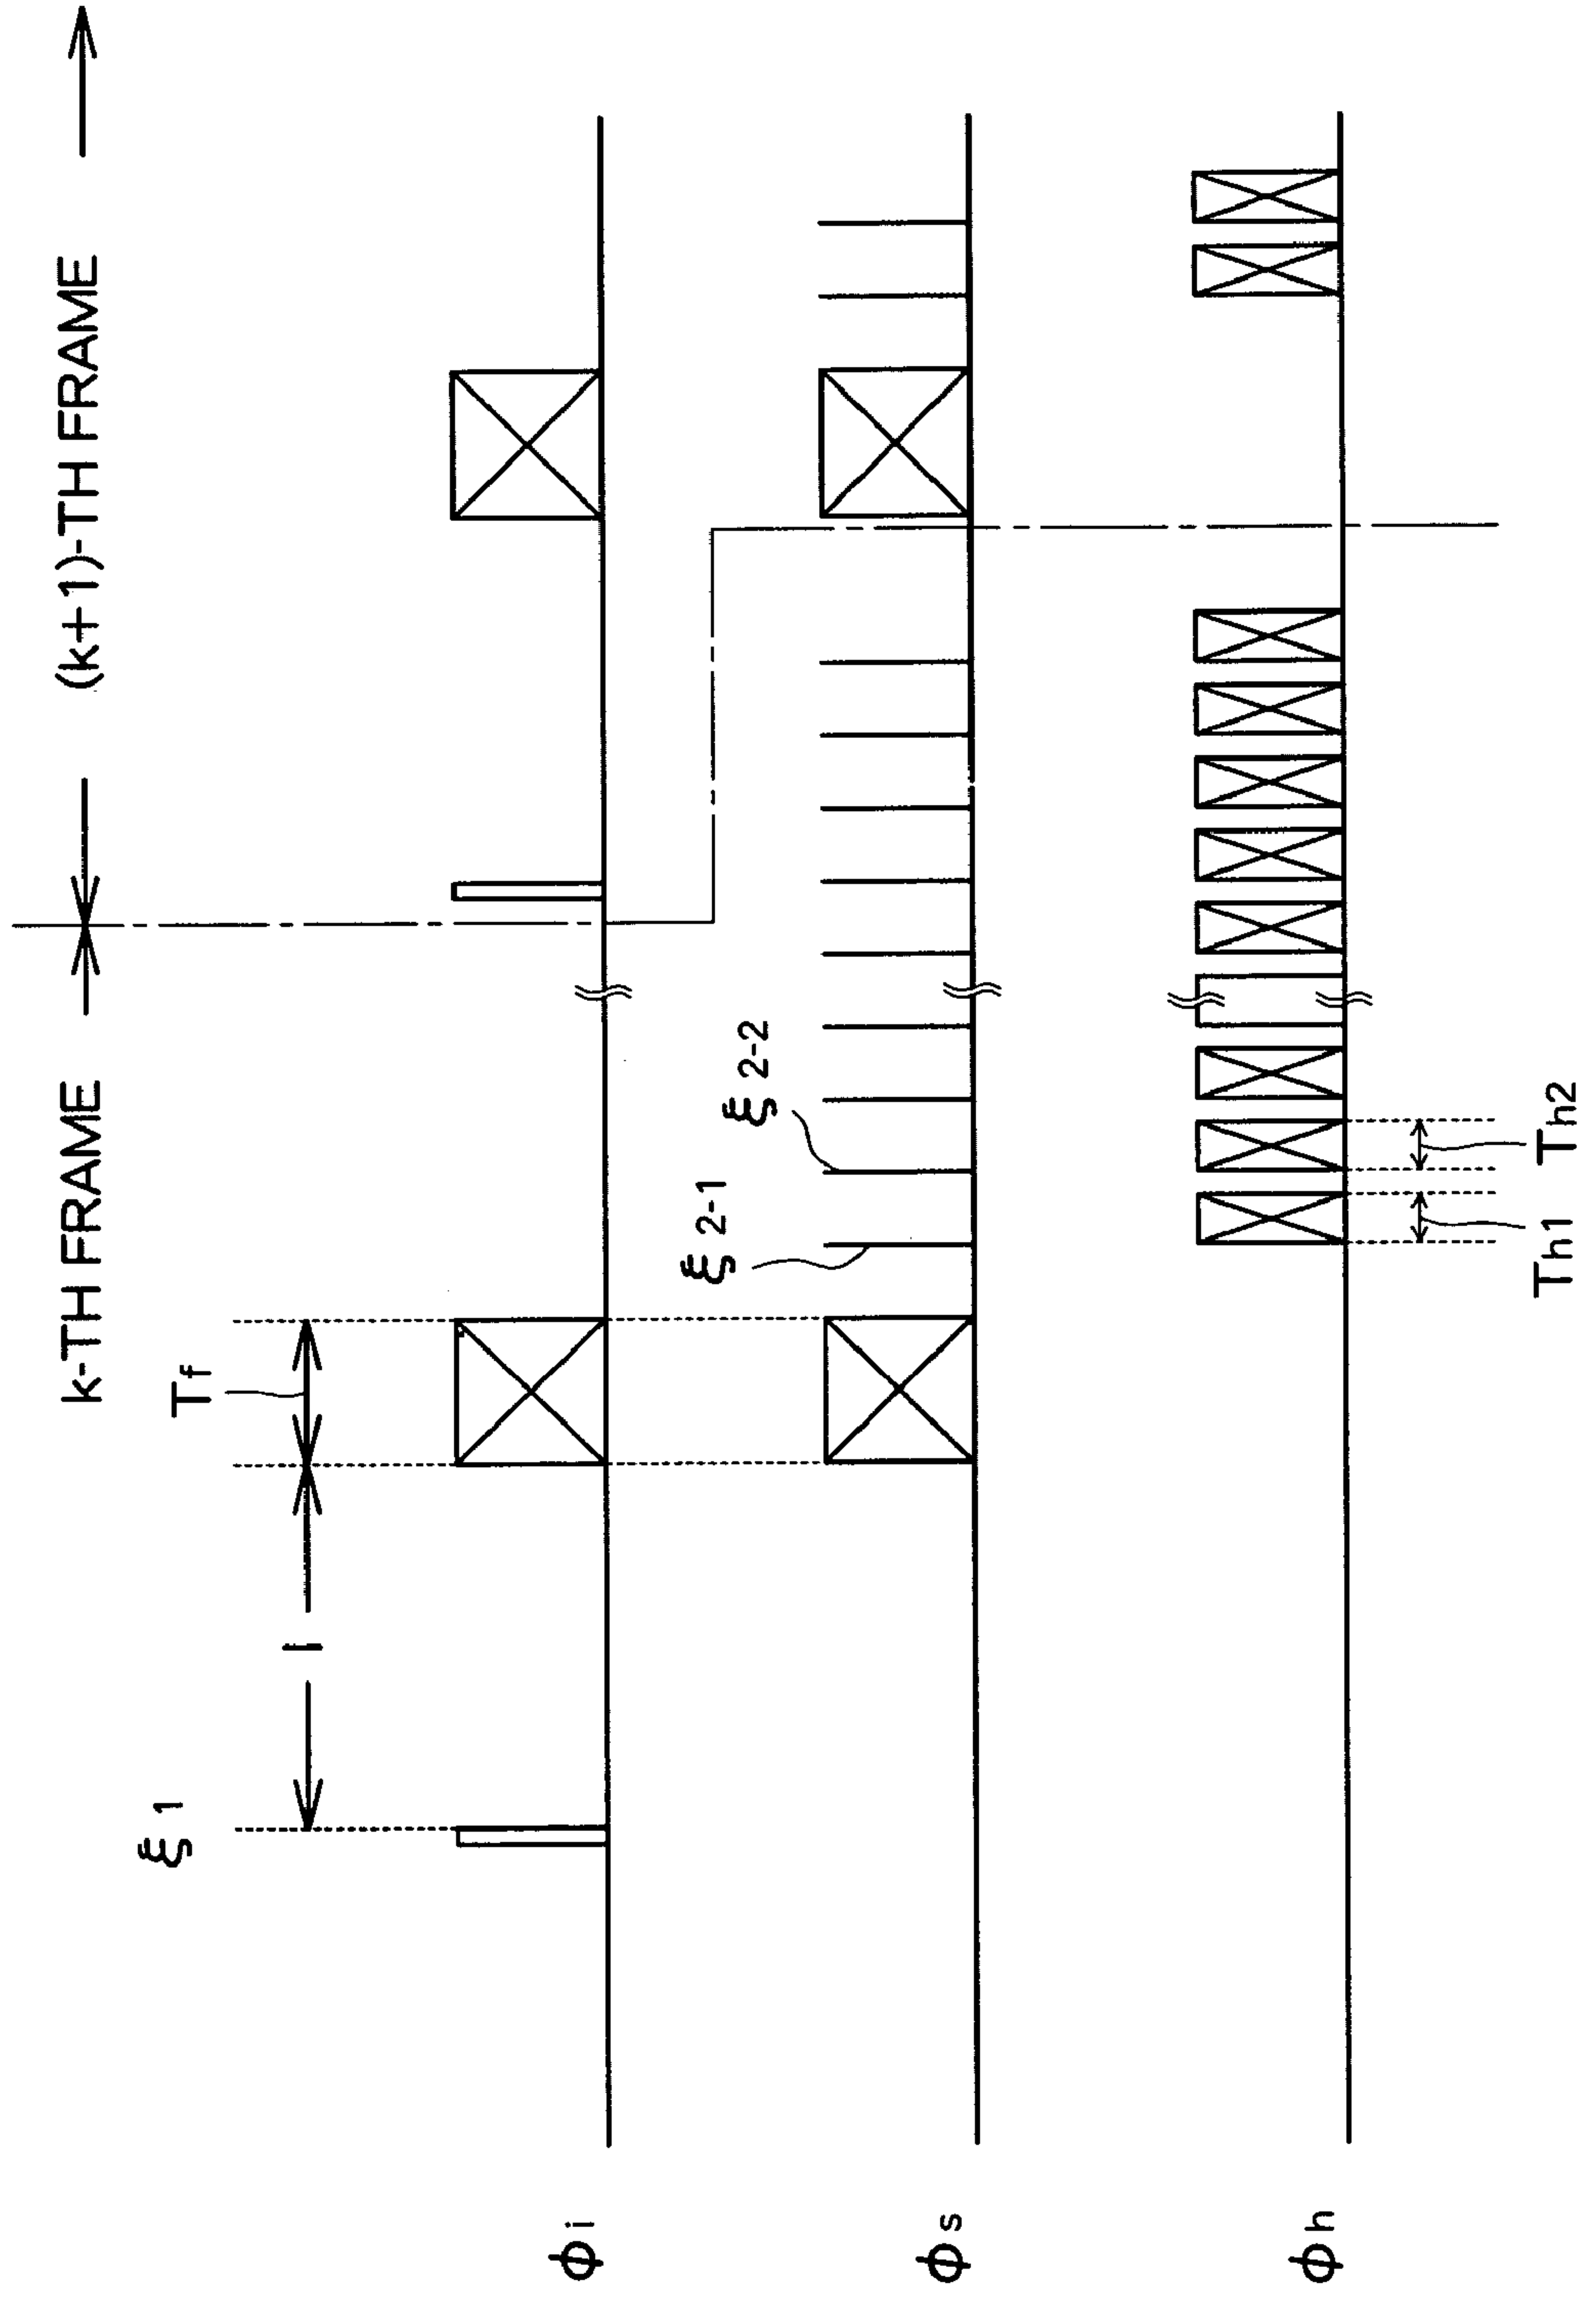 k-TH FRAME
(k+1)-TH FRAME
ξ1
I
Tf
ϕi
ξ2-1
ξ2-2
ϕs
ϕh
Th1
Th2